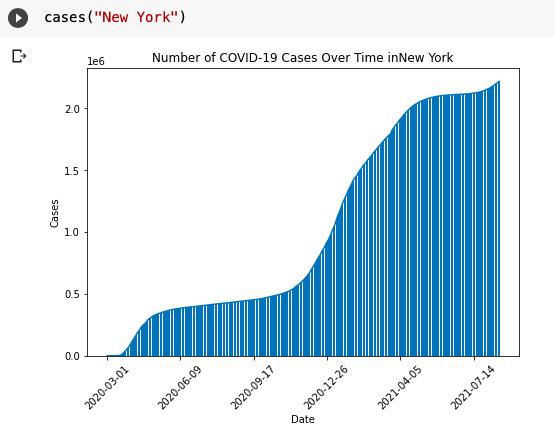 cases("New York")
Number of COVID-19 Cases Over Time inNew York
1e6
2.0
1.5
1.0
0.5
0.0
Cases
2020-03-01
2020-06-09
2020-09-17
2020-12-26
2021-04-05
2021-07-14
Date